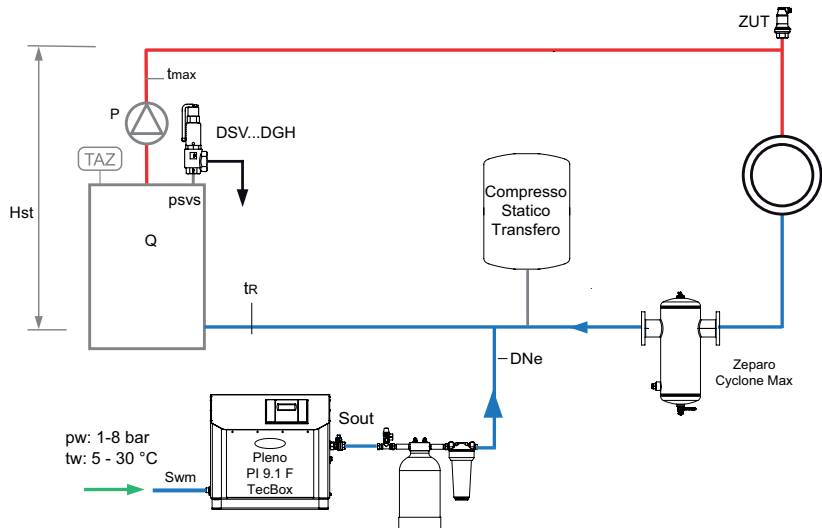 ZUT
tmax
P
DSV...DGH
TAZ
psvs
Hst
Q
Compresso
Statico
Transfero
tR
DNe
Zeparo
Cyclone Max
Sout
pw: 1-8 bar
tw: 5 - 30 °C
Swm
Pleno
PI 9.1 F
TecBox